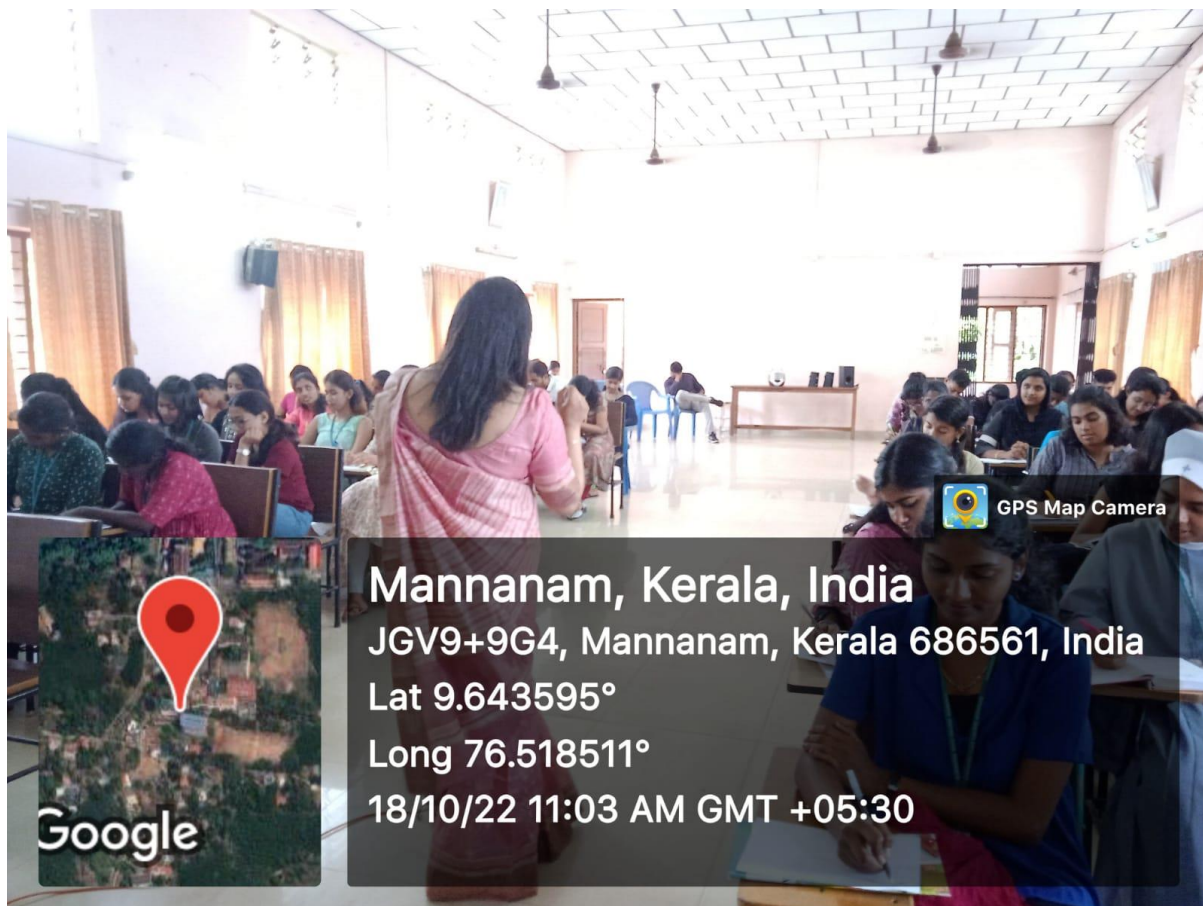 GPS Map Camera
Mannanam, Kerala, India
JGV9+9G4, Mannanam, Kerala 686561, India
Lat 9.643595°
Long 76.518511°
18/10/22 11:03 AM GMT +05:30
Google